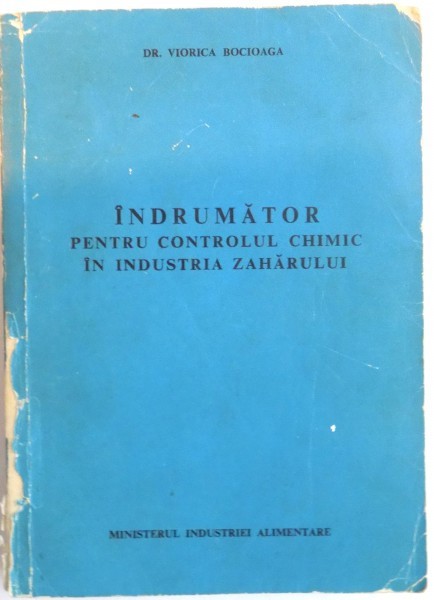 DR. VIORICA BOCIOAGA
ÎNDRUMĂTOR
PENTRU CONTROLUL CHIMIC
ÎN INDUSTRIA ZAHĂRULUI
MINISTERUL INDUSTRIEI ALIMENTARE